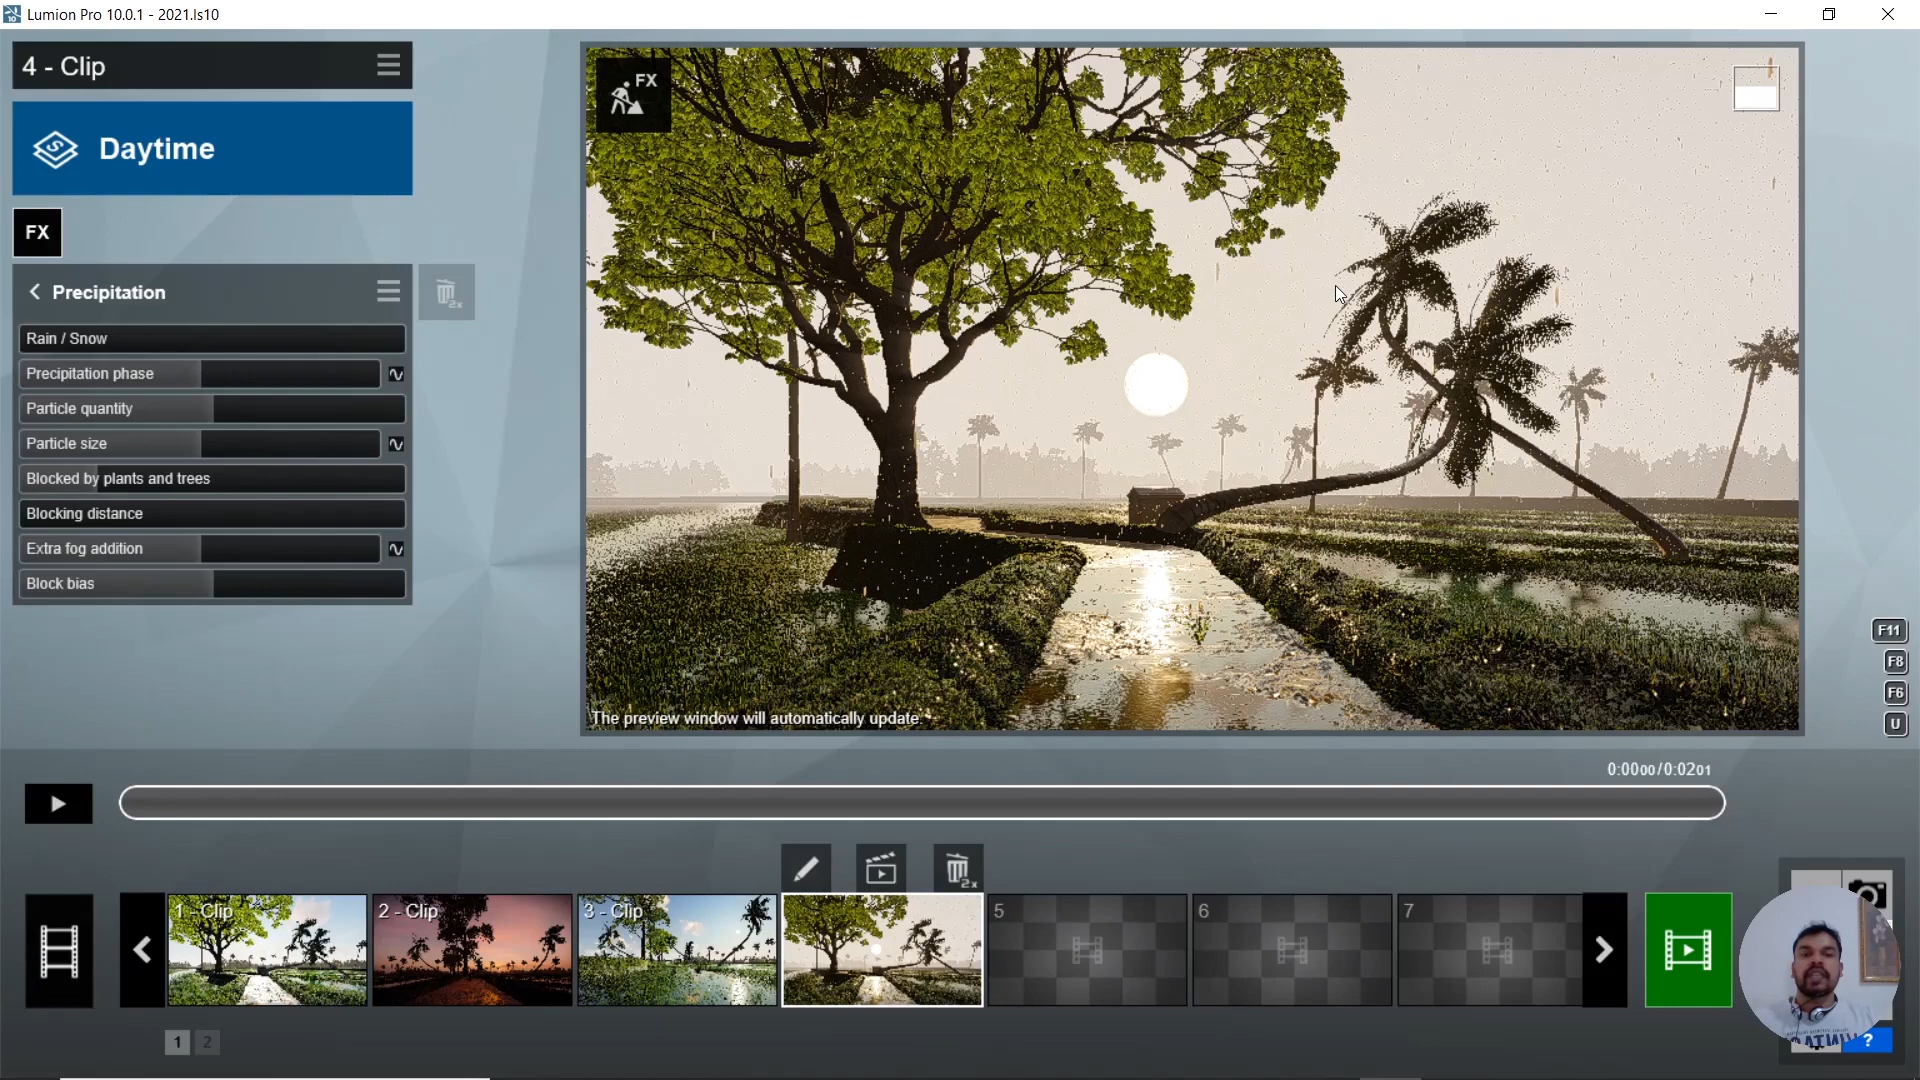 Lumion Pro 10.0.1 - 2021.ls10
4 - Clip
Daytime
FX
Precipitation
2x
Rain / Snow
Precipitation phase
Particle quantity
Particle size
Blocked by plants and trees
Blocking distance
Extra fog addition
Block bias
FX
The preview window will automatically update.
F11
F8
F6
U
0:0000/0:0201
2x
1 - Clip
2 - Clip
3 - Clip
5
6
7
1
2
?